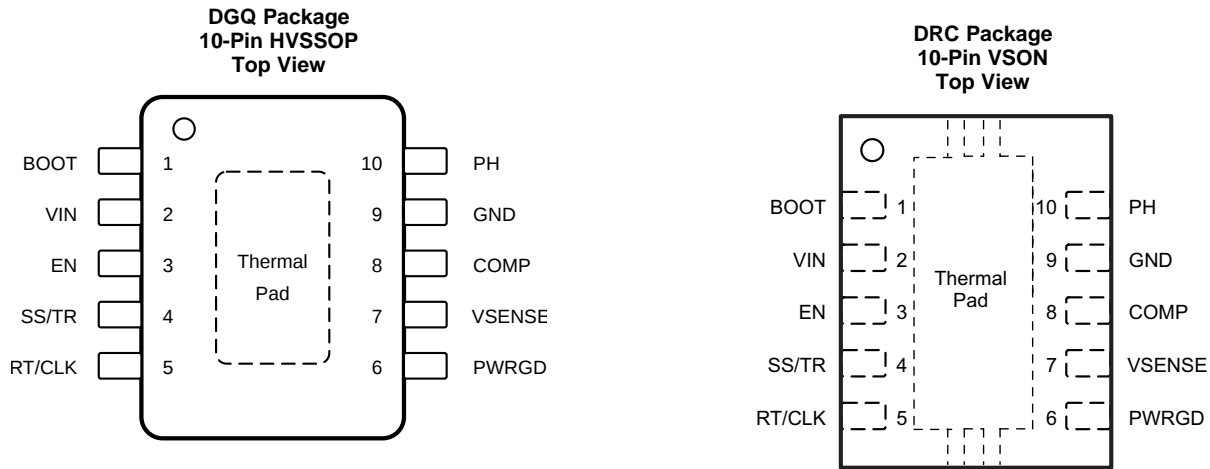 DGQ Package
10-Pin HVSSOP
Top View
BOOT 1 10 PH
VIN 2 9 GND
EN 3 8 COMP
SS/TR 4 7 VSENSE
RT/CLK 5 6 PWRGD
Thermal
Pad
DRC Package
10-Pin VSON
Top View
BOOT 1 10 PH
VIN 2 9 GND
EN 3 8 COMP
SS/TR 4 7 VSENSE
RT/CLK 5 6 PWRGD
Thermal
Pad